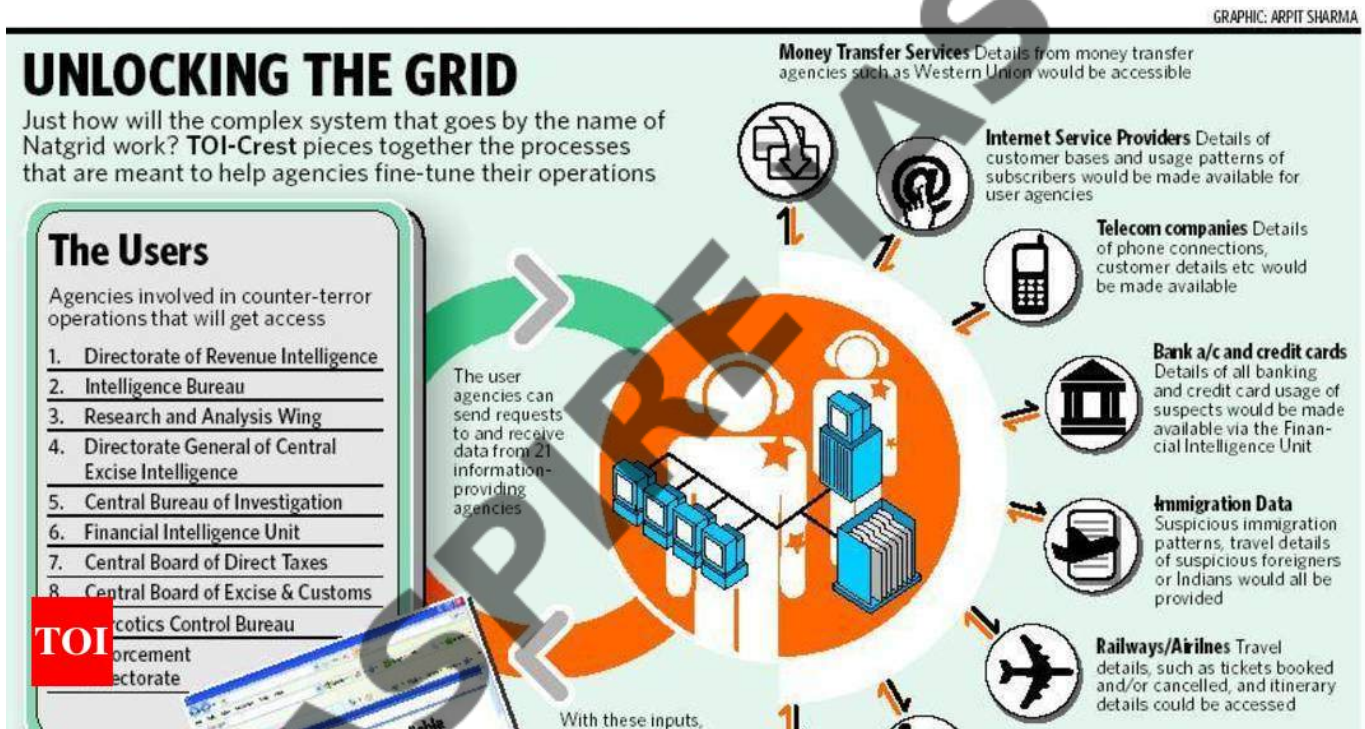 GRAPHIC: ARPIT SHARMA
UNLOCKING THE GRID
Just how will the complex system that goes by the name of
Natgrid work? TOI-Crest pieces together the processes
that are meant to help agencies fine-tune their operations
The Users
Agencies involved in counter-terror
operations that will get access
1. Directorate of Revenue Intelligence
2. Intelligence Bureau
3. Research and Analysis Wing
4. Directorate General of Central
Excise Intelligence
5. Central Bureau of Investigation
6. Financial Intelligence Unit
7. Central Board of Direct Taxes
8. Central Board of Excise & Customs
rcotics Control Bureau
orcement
ectorate
TOI
The user
agencies can
send requests
to and receive
data from 21
information-
providing
agencies
With these inputs,
Money Transfer Services Details from money transfer
agencies such as Western Union would be accessible
Internet Service Providers Details of
customer bases and usage patterns of
subscribers would be made available for
user agencies
Telecom companies Details
of phone connections,
customer details etc would
be made available
Bank a/c and credit cards
Details of all banking
and credit card usage of
suspects would be made
available via the Finan-
cial Intelligence Unit
Immigration Data
Suspicious immigration
patterns, travel details
of suspicious foreigners
or Indians would all be
provided
Railways/Airilnes Travel
details, such as tickets booked
and/or cancelled, and itinerary
details could be accessed
SPIRE IAS